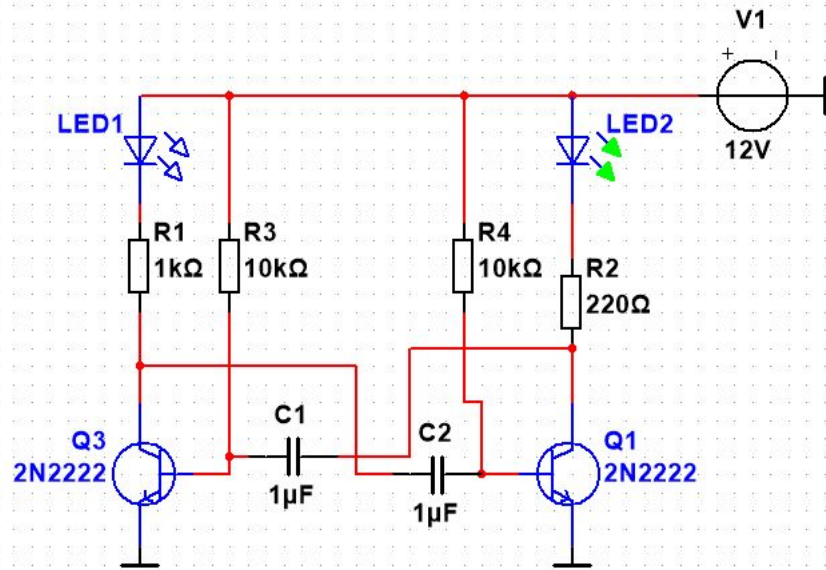 V1
+ -
12V
LED1
LED2
R1
1kΩ
R3
10kΩ
R4
10kΩ
R2
220Ω
C1
1µF
C2
1µF
Q3
2N2222
Q1
2N2222